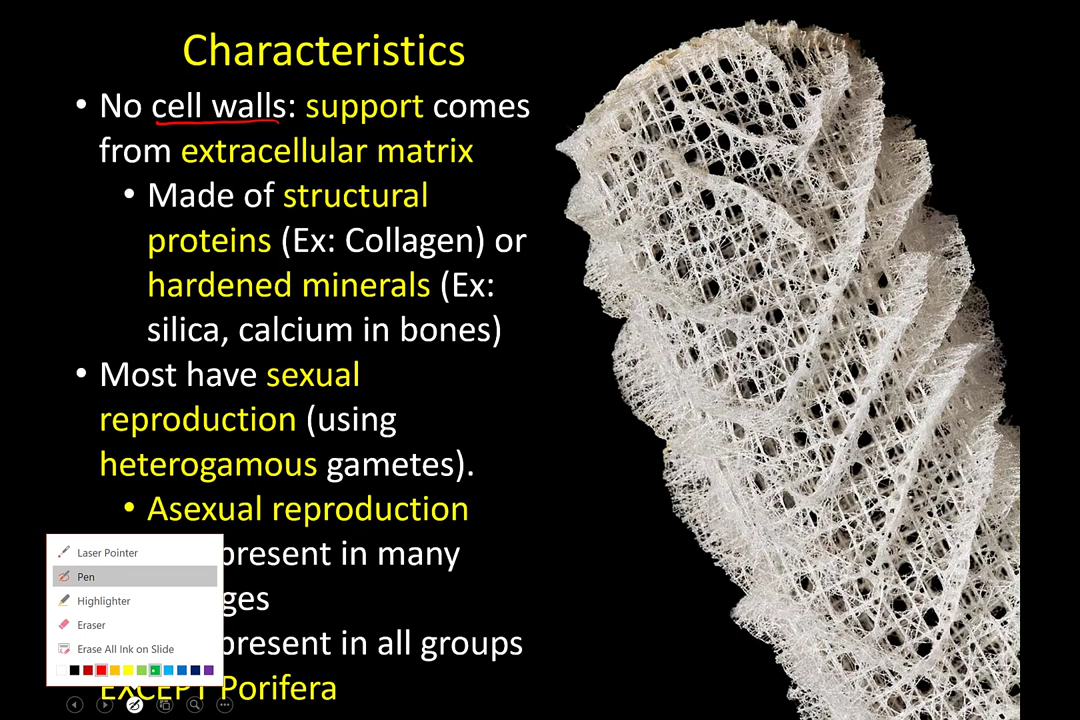 Characteristics
• No cell walls: support comes
from extracellular matrix
• Made of structural
proteins (Ex: Collagen) or
hardened minerals (Ex:
silica, calcium in bones)
• Most have sexual
reproduction (using
heterogamous gametes).
• Asexual reproduction
present in many
ges
present in all groups
EXCEPT Porifera
Laser Pointer
Pen
Highlighter
Eraser
Erase All Ink on Slide